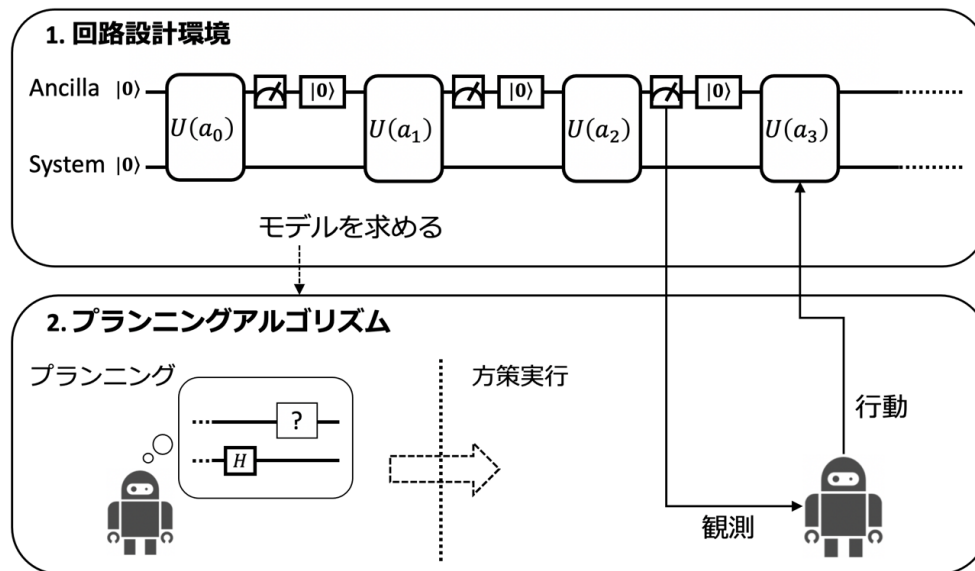 1. 回路設計環境
Ancilla |0⟩ |0⟩ |0⟩ |0⟩
U(a₀) U(a₁) U(a₂) U(a₃)
System |0⟩
モデルを求める
2. プランニングアルゴリズム
プランニング
方策実行
?
H
行動
観測